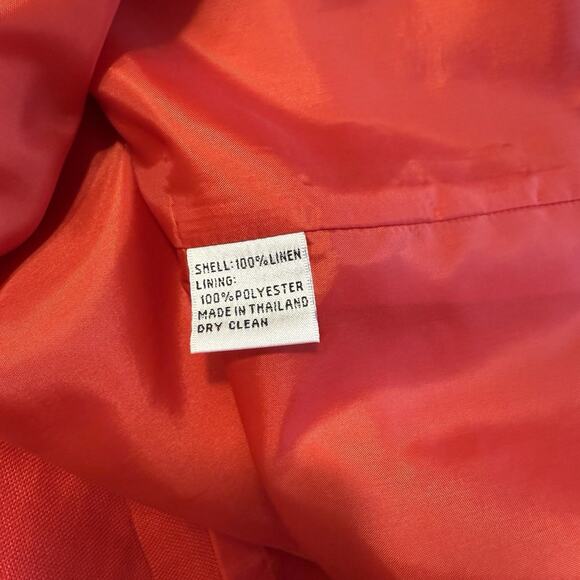 SHELL:100%LINEN
LINING:
100%POLYESTER
MADE IN THAILAND
DRY CLEAN